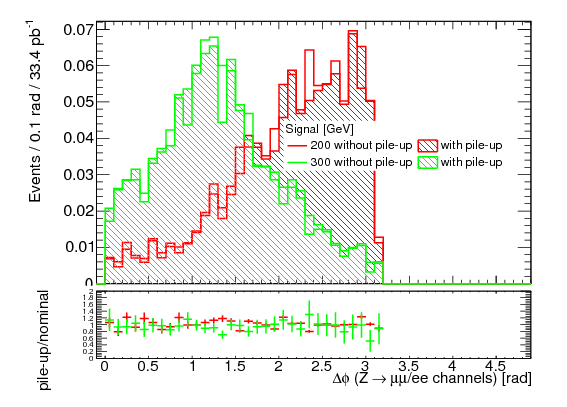 Events / 0.1 rad / 33.4 pb⁻¹
0.07
0.06
0.05
0.04
0.03
0.02
0.01
0
Signal [GeV]
200 without pile-up with pile-up
300 without pile-up with pile-up
pile-up/nominal
2
1.8
1.6
1.4
1.2
1
0.8
0.6
0.4
0.2
0
0 0.5 1 1.5 2 2.5 3 3.5 4 4.5
Δϕ (Z → μμ/ee channels) [rad]